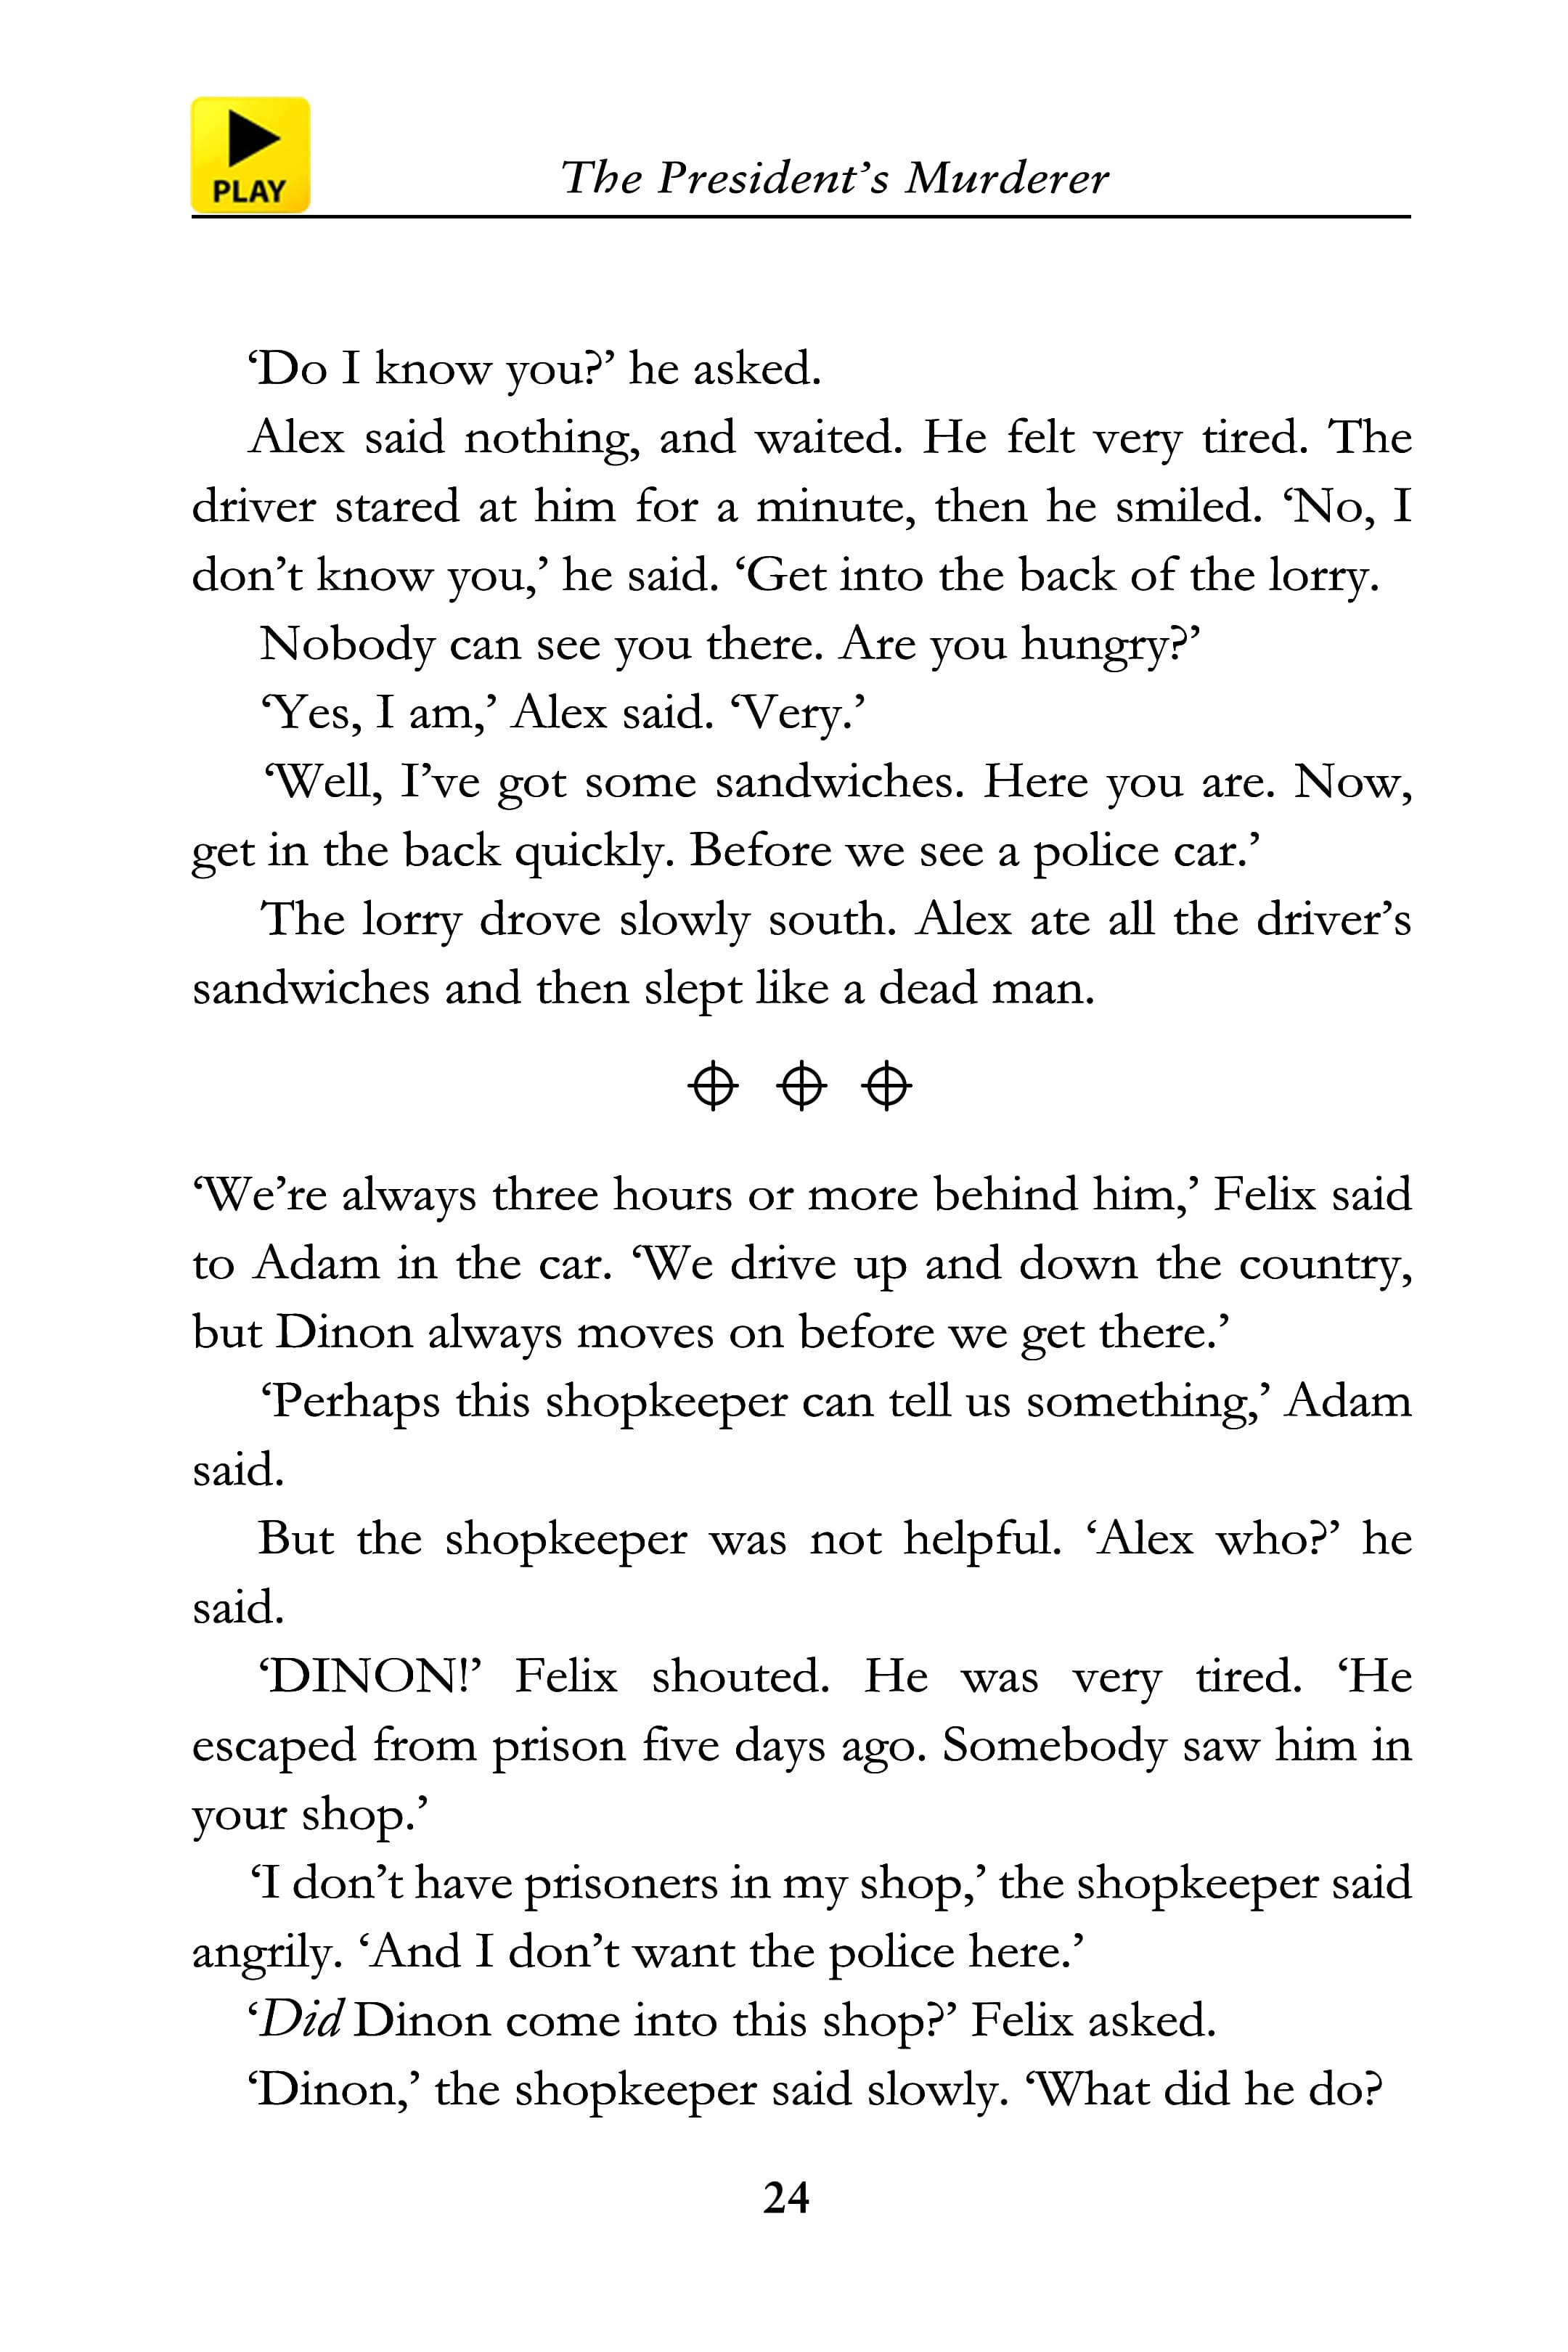 PLAY
The President’s Murderer
‘Do I know you?’ he asked.
Alex said nothing, and waited. He felt very tired. The
driver stared at him for a minute, then he smiled. ‘No, I
don’t know you,’ he said. ‘Get into the back of the lorry.
Nobody can see you there. Are you hungry?’
‘Yes, I am,’ Alex said. ‘Very.’
‘Well, I’ve got some sandwiches. Here you are. Now,
get in the back quickly. Before we see a police car.’
The lorry drove slowly south. Alex ate all the driver’s
sandwiches and then slept like a dead man.
‘We’re always three hours or more behind him,’ Felix said
to Adam in the car. ‘We drive up and down the country,
but Dinon always moves on before we get there.’
‘Perhaps this shopkeeper can tell us something,’ Adam
said.
But the shopkeeper was not helpful. ‘Alex who?’ he
said.
‘DINON!’ Felix shouted. He was very tired. ‘He
escaped from prison five days ago. Somebody saw him in
your shop.’
‘I don’t have prisoners in my shop,’ the shopkeeper said
angrily. ‘And I don’t want the police here.’
‘Did Dinon come into this shop?’ Felix asked.
‘Dinon,’ the shopkeeper said slowly. ‘What did he do?
24